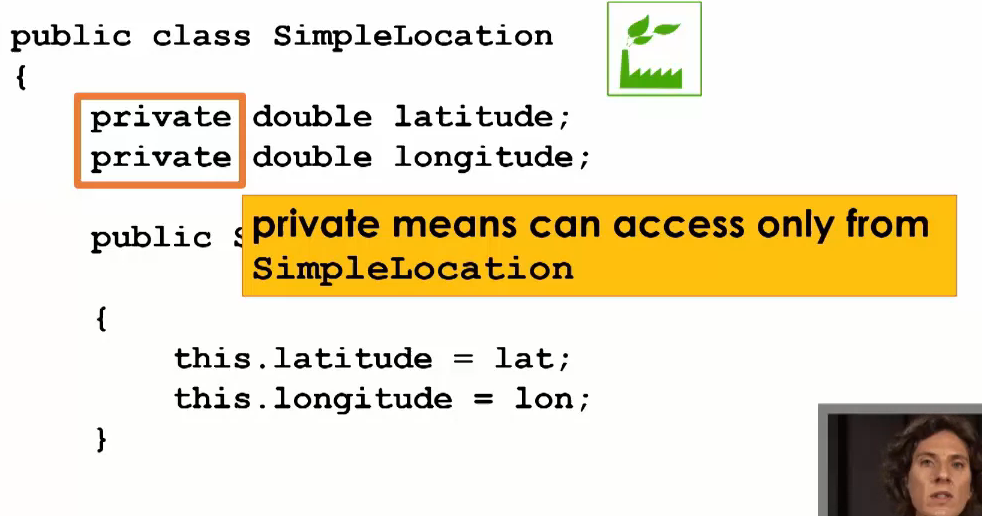 public class SimpleLocation
{
private double latitude;
private double longitude;
public
private means can access only from
SimpleLocation
{
this.latitude = lat;
this.longitude = lon;
}